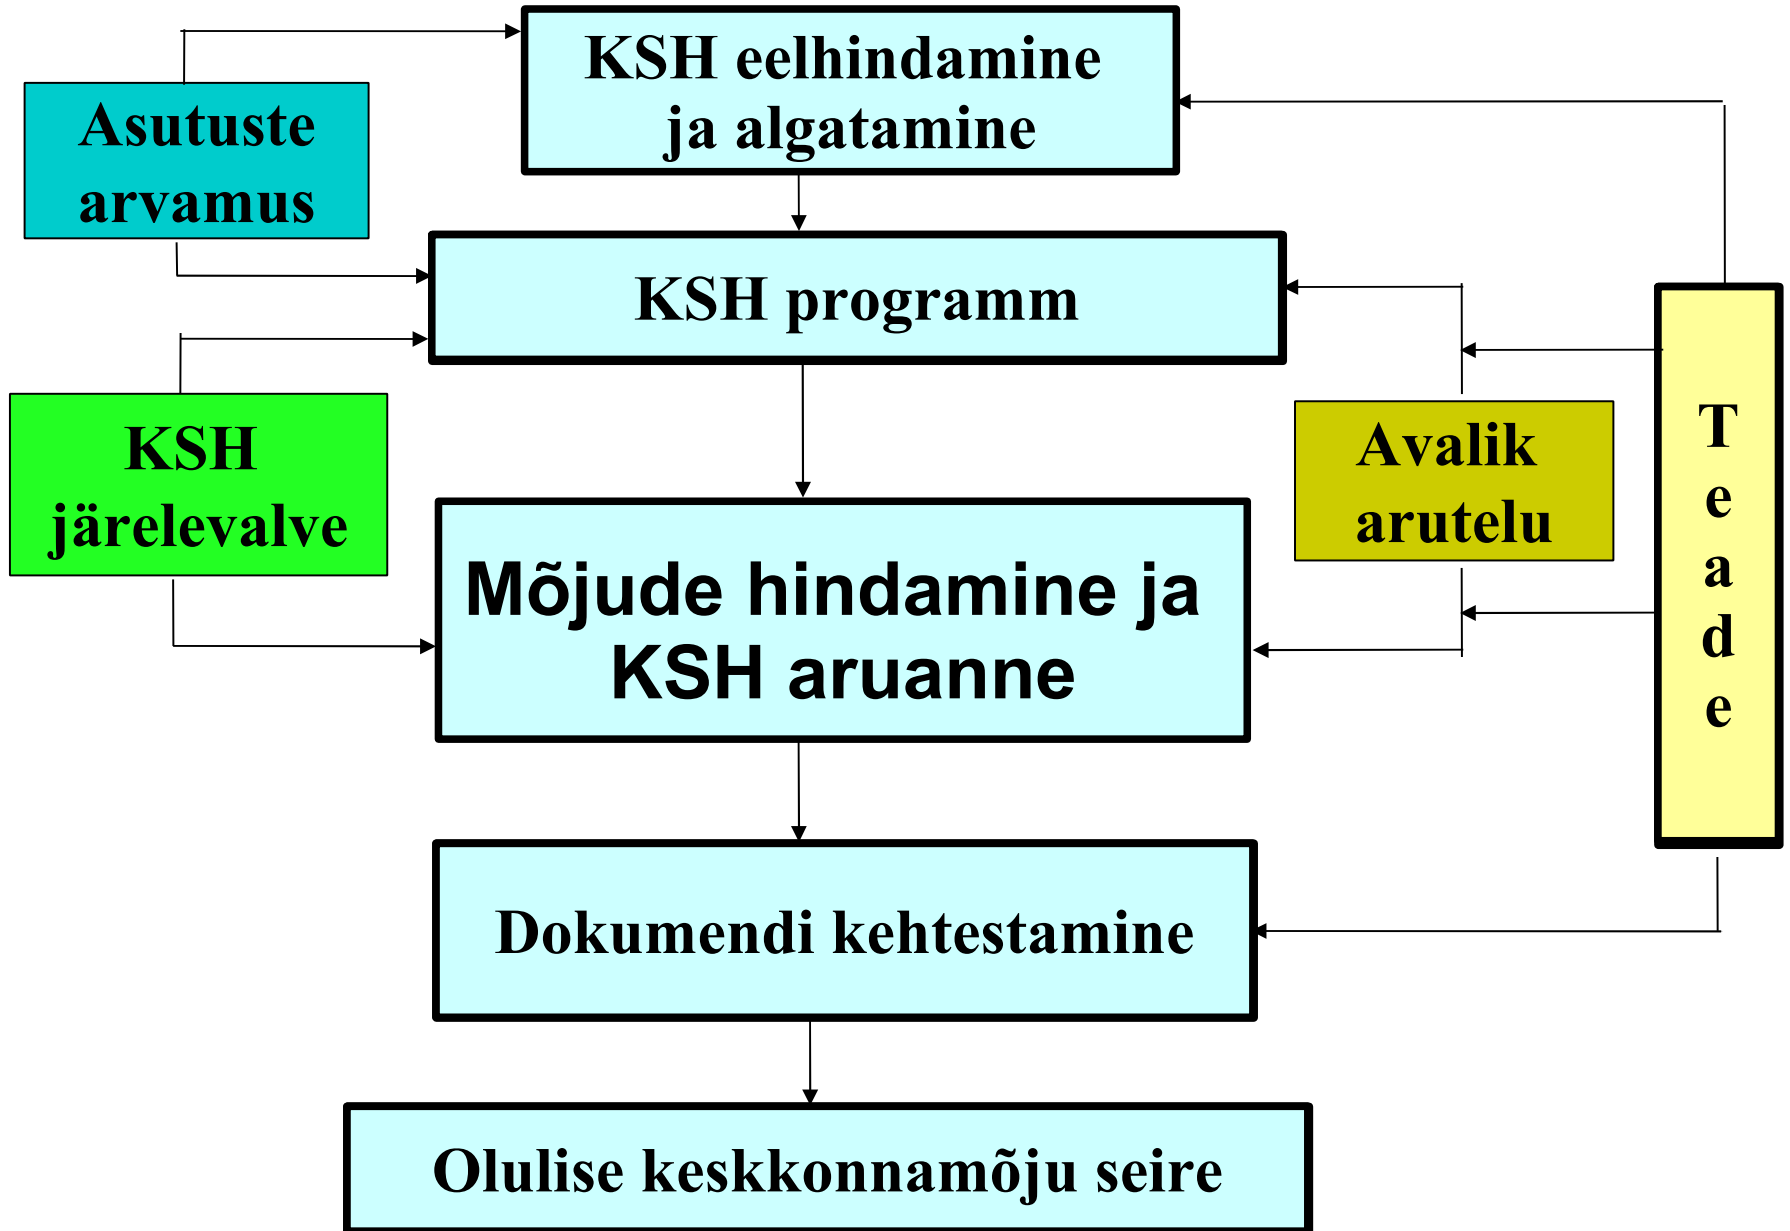 KSH eelhindamine
ja algatamine
Asutuste
arvamus
KSH programm
KSH
järelevalve
Avalik
arutelu
T
e
a
d
e
Mõjude hindamine ja
KSH aruanne
Dokumendi kehtestamine
Olulise keskkonnamõju seire